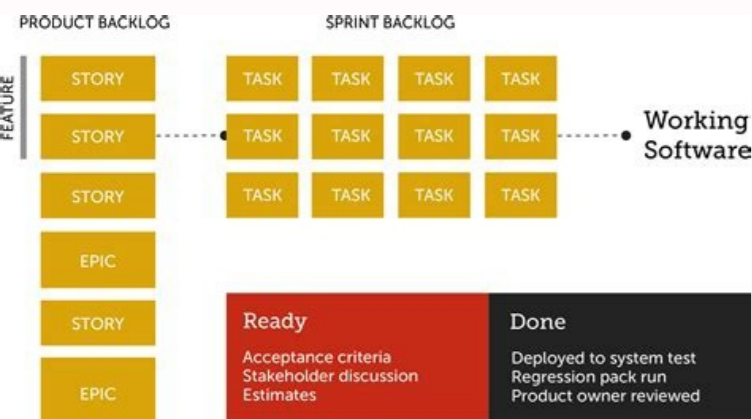 PRODUCT BACKLOG
SPRINT BACKLOG
FEATURE
STORY
TASK TASK TASK TASK
STORY
TASK TASK TASK TASK
Working
Software
STORY
TASK TASK TASK TASK
EPIC
STORY
EPIC
Ready
Acceptance criteria
Stakeholder discussion
Estimates
Done
Deployed to system test
Regression pack run
Product owner reviewed